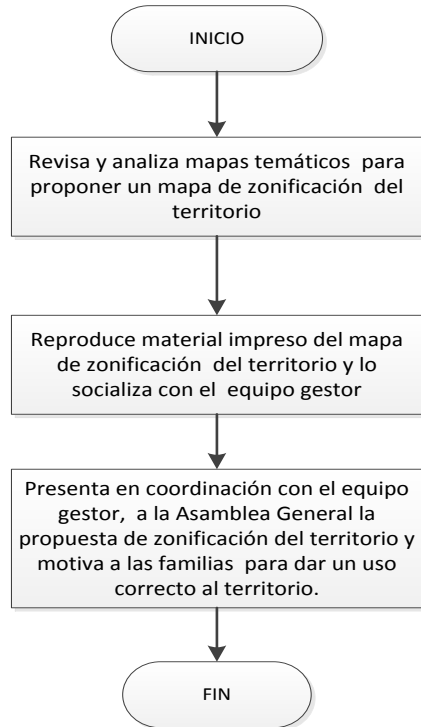 INICIO
Revisa y analiza mapas temáticos para
proponer un mapa de zonificación del
territorio
Reproduce material impreso del mapa
de zonificación del territorio y lo
socializa con el equipo gestor
Presenta en coordinación con el equipo
gestor, a la Asamblea General la
propuesta de zonificación del territorio y
motiva a las familias para dar un uso
correcto al territorio.
FIN